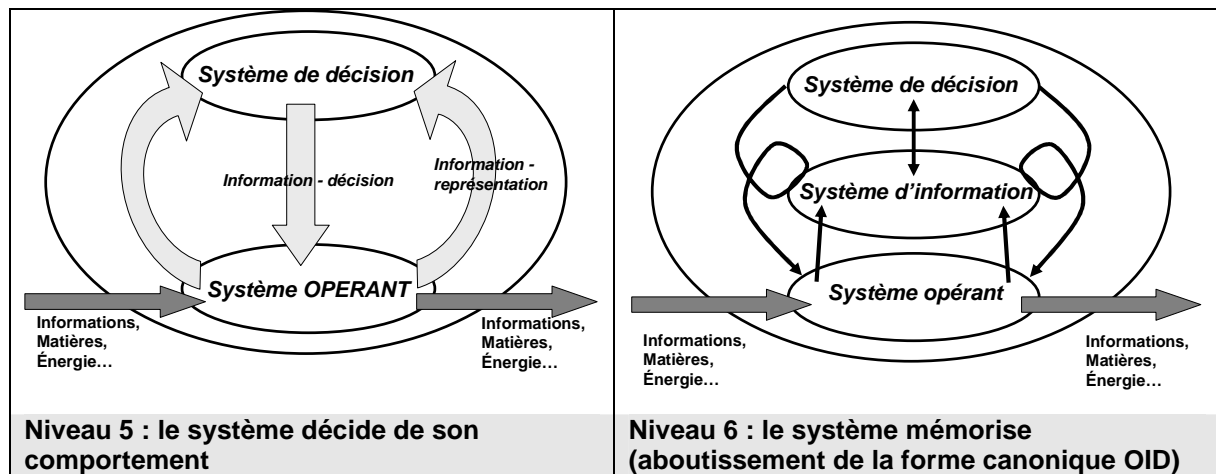 Système de décision
Information - décision
Information -
représentation
Système OPERANT
Informations,
Matières,
Énergie…
Informations,
Matières,
Énergie…
Niveau 5 : le système décide de son
comportement
Système de décision
Système d’information
Système opérant
Informations,
Matières,
Énergie…
Informations,
Matières,
Énergie…
Niveau 6 : le système mémorise
(aboutissement de la forme canonique OID)